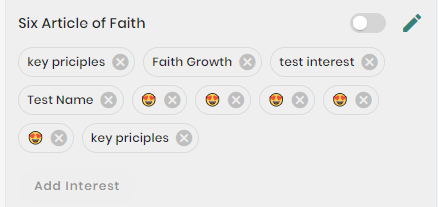 Six Article of Faith
key priciples Faith Growth test interest
Test Name 😍 😍 😍 😍
😍 key priciples
Add Interest